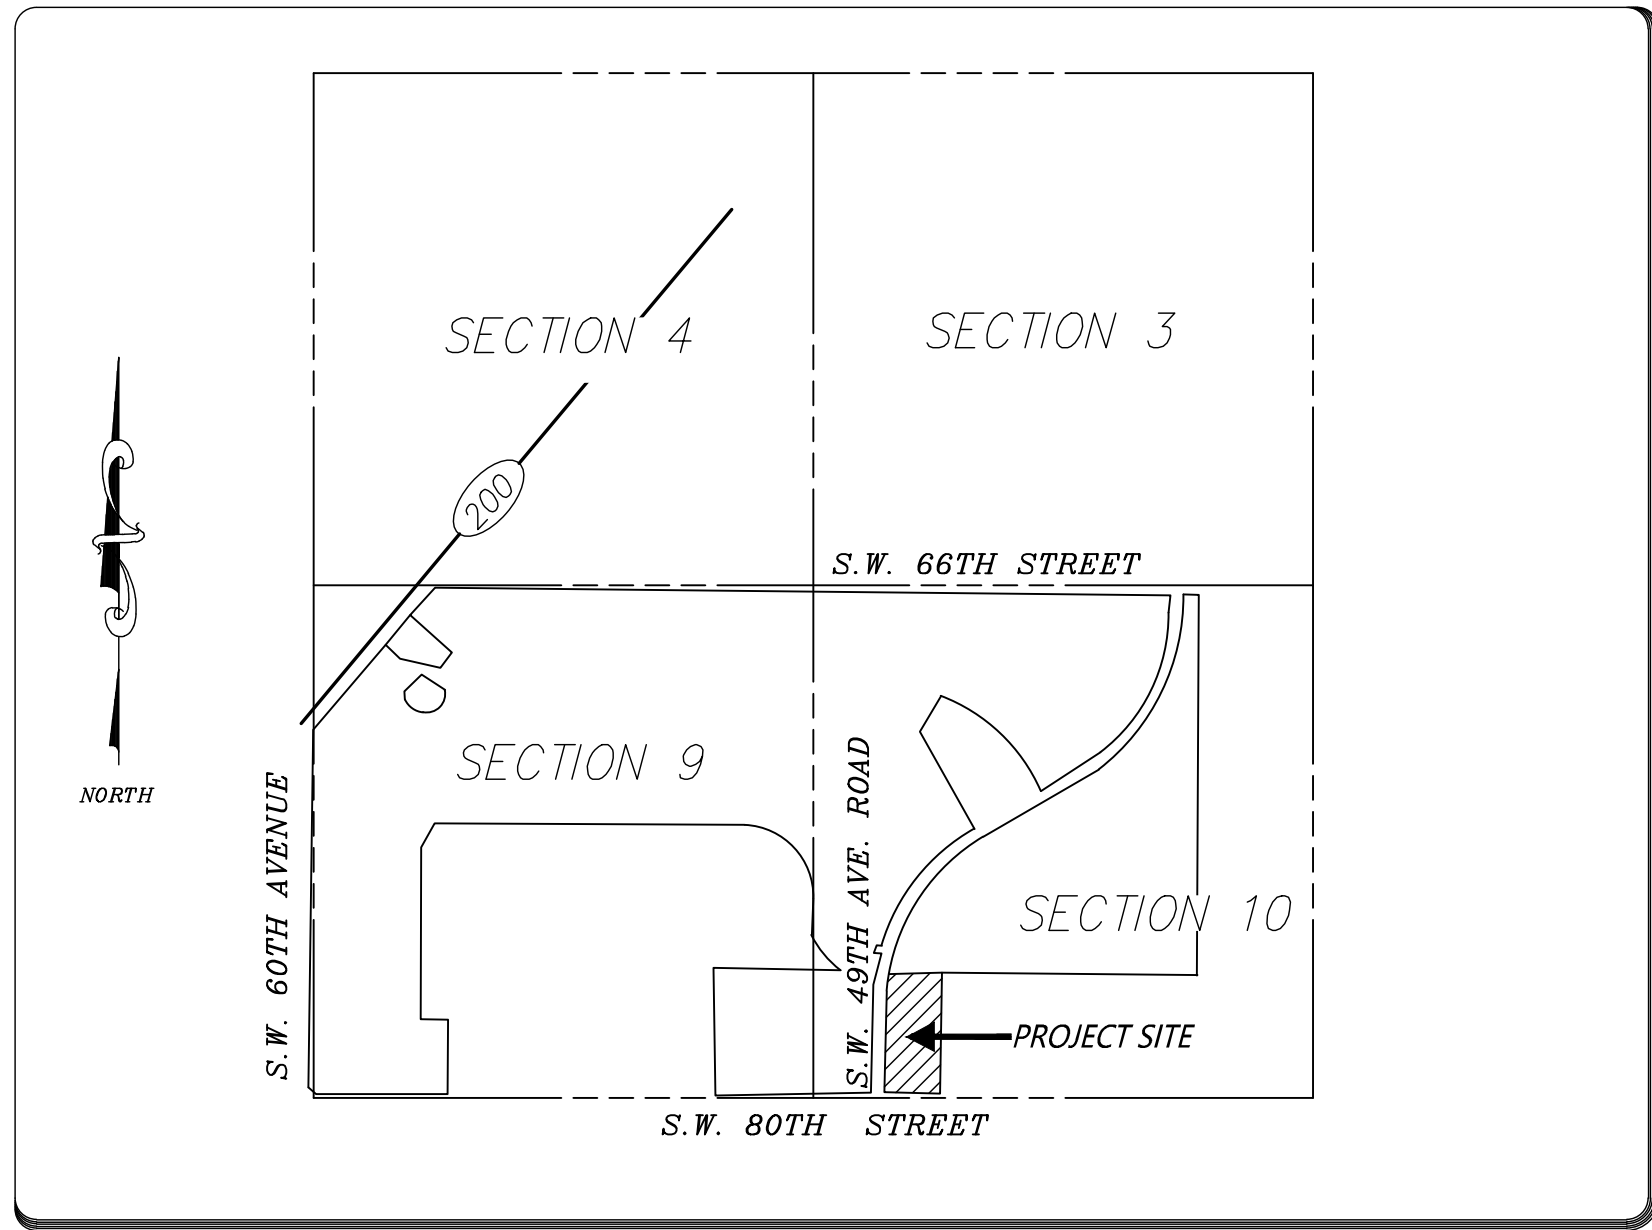 SECTION 4
SECTION 3
200
S.W. 66TH STREET
NORTH
S.W. 60TH AVENUE
SECTION 9
S.W. 49TH AVE. ROAD
SECTION 10
PROJECT SITE
S.W. 80TH STREET